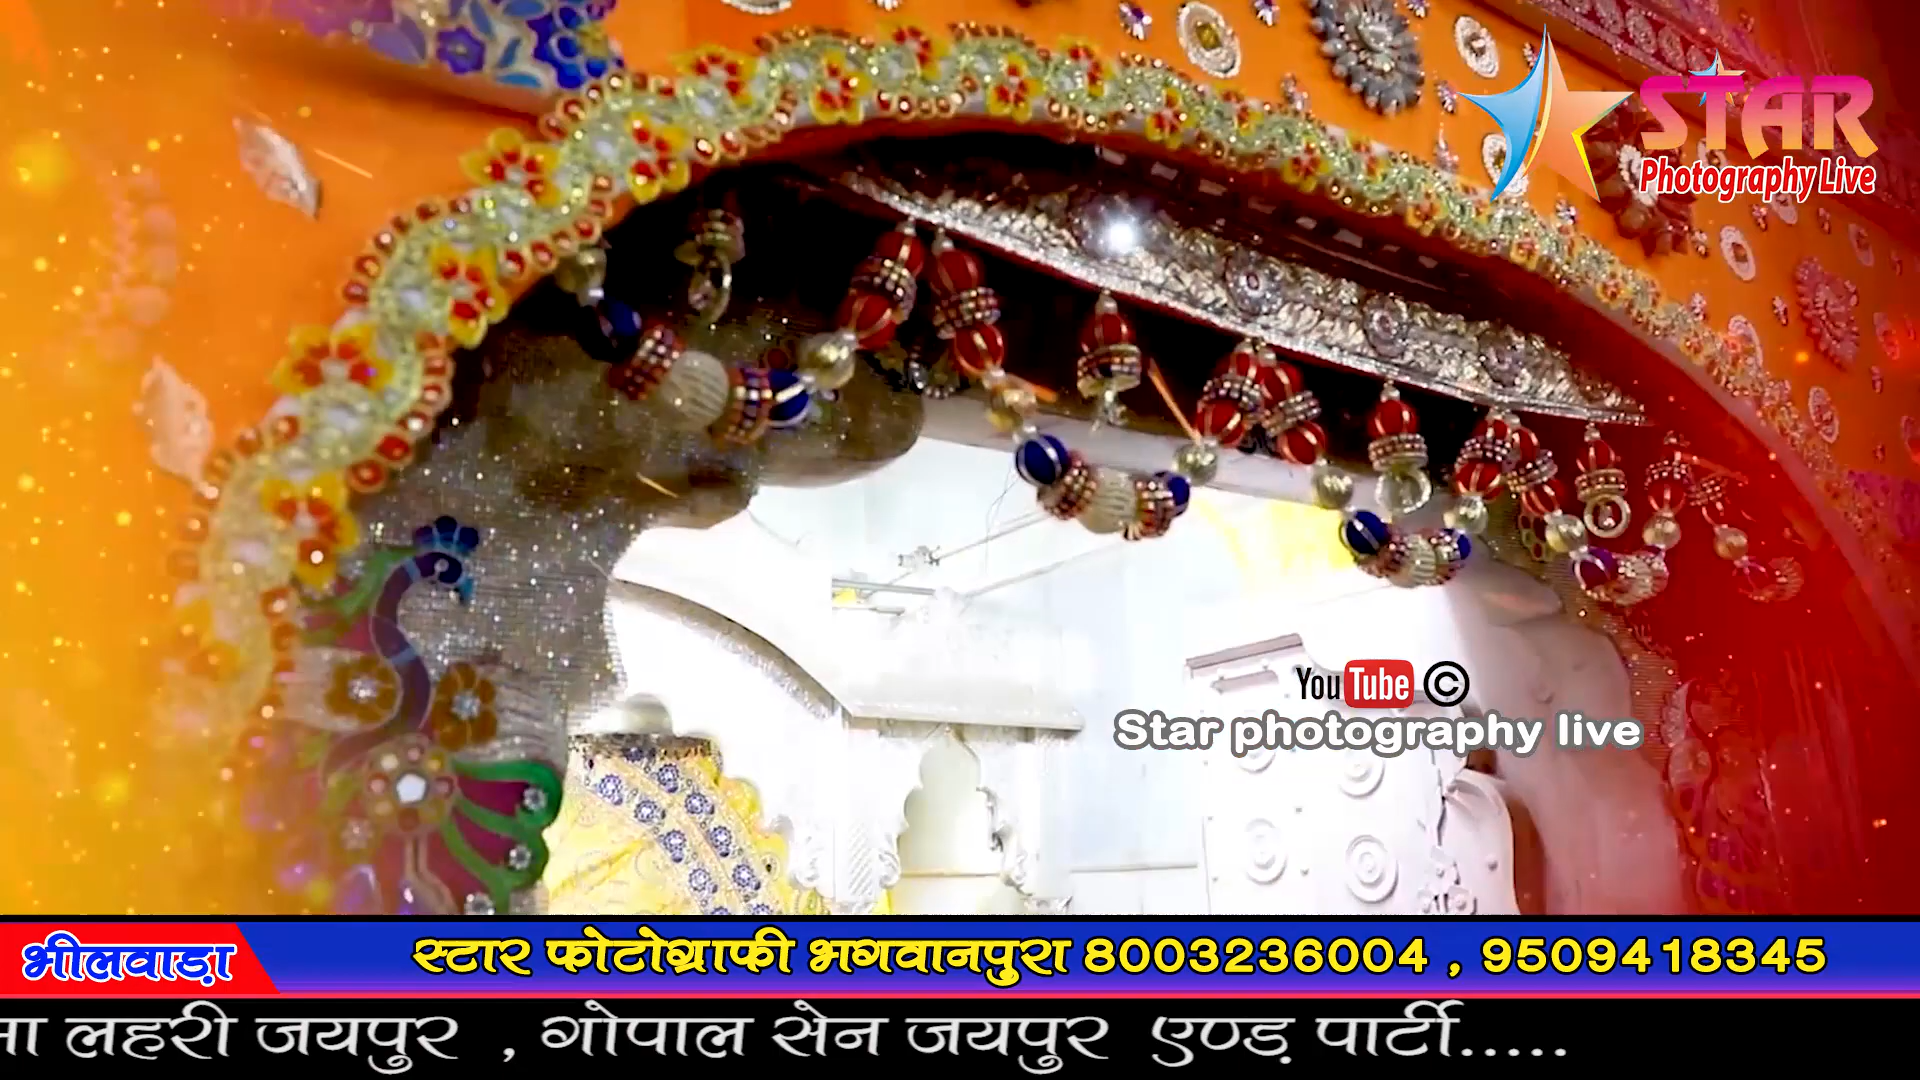 STAR
Photography Live
YouTube ©
Star photography live
भीलवाड़ा
स्टार फोटोग्राफी भगवानपुरा 8003236004 , 9509418345
लहरी जयपुर , गोपाल सेन जयपुर एण्ड़ पार्टी.....